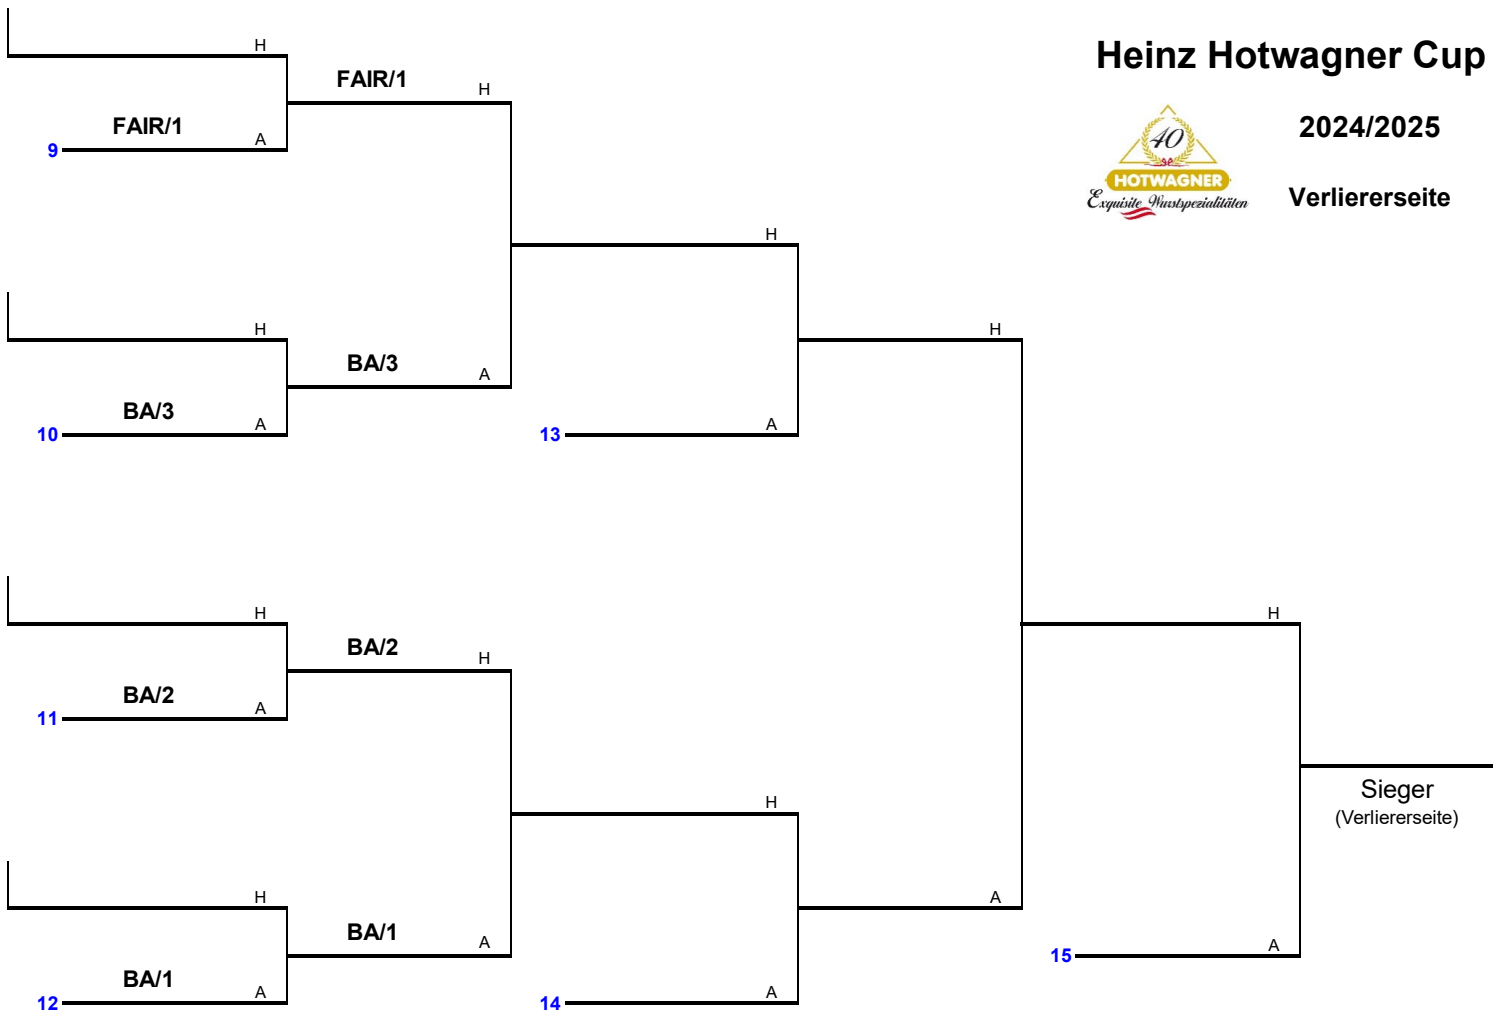 Heinz Hotwagner Cup
2024/2025
Verliererseite
40
HOTWAGNER
Exquisite Wurstspezialitäten
H
FAIR/1
H
FAIR/1
A
9
H
H
H
BA/3
A
BA/3
A
10
A
13
H
BA/2
H
H
BA/2
A
11
H
Sieger
(Verliererseite)
H
A
BA/1
A
A
15
BA/1
A
12
A
14